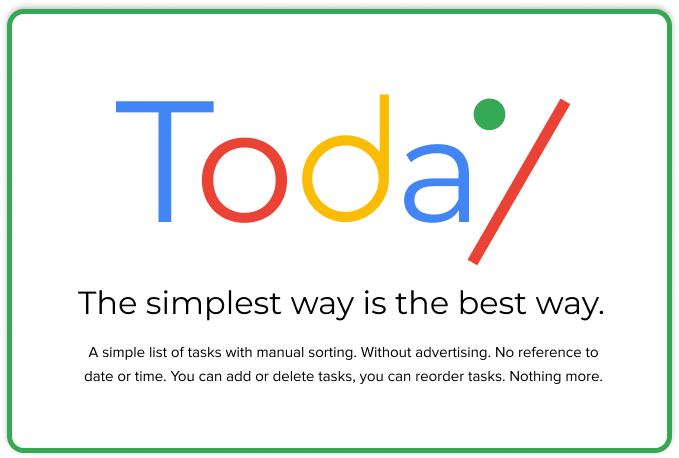 Today
The simplest way is the best way.
A simple list of tasks with manual sorting. Without advertising. No reference to
date or time. You can add or delete tasks, you can reorder tasks. Nothing more.